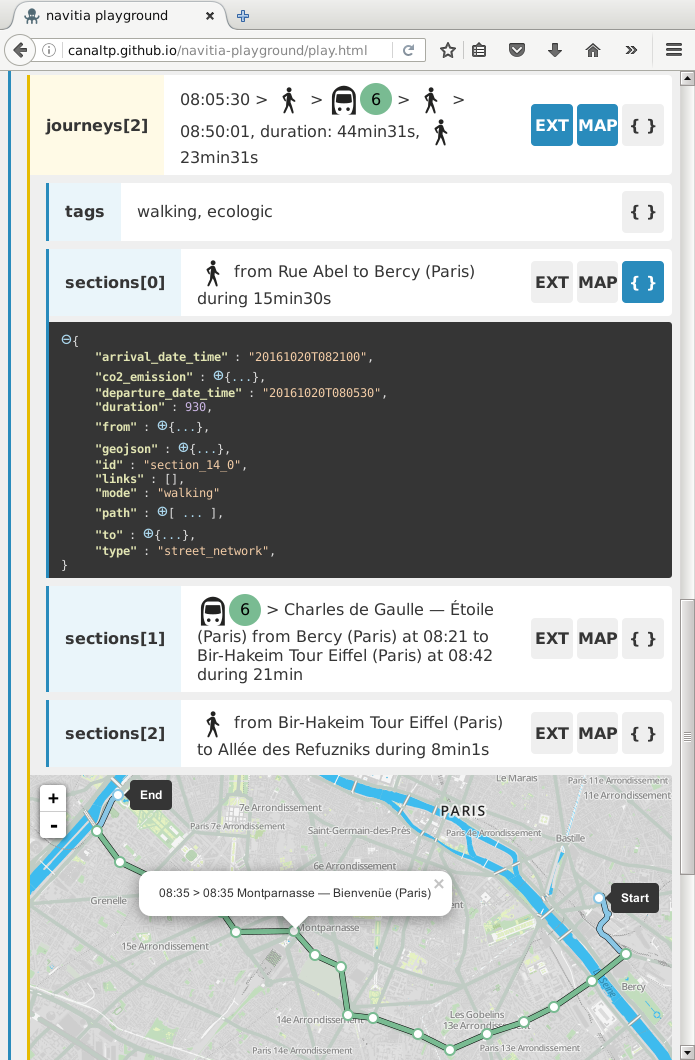 navitia playground
canaltp.github.io/navitia-playground/play.html
journeys[2]
08:05:30 > > 6 > >
08:50:01, duration: 44min31s,
23min31s
EXT MAP { }
tags
walking, ecologic
{ }
sections[0]
from Rue Abel to Bercy (Paris)
during 15min30s
EXT MAP { }
{
"arrival_date_time" : "20161020T082100",
"co2_emission" : {...},
"departure_date_time" : "20161020T080530",
"duration" : 930,
"from" : {...},
"geojson" : {...},
"id" : "section_14_0",
"links" : [],
"mode" : "walking"
"path" : [ ... ],
"to" : {...},
"type" : "street_network",
}
sections[1]
6 > Charles de Gaulle — Étoile
(Paris) from Bercy (Paris) at 08:21 to
Bir-Hakeim Tour Eiffel (Paris) at 08:42
during 21min
EXT MAP { }
sections[2]
from Bir-Hakeim Tour Eiffel (Paris)
to Allée des Refuzniks during 8min1s
EXT MAP { }
+
-
End
Le Marais
Paris 11e Arrondissement
11e Arrondissement
7e Arrondissement
PARIS
Paris 7e Arrondissement
Saint-Germain-des-Prés
Paris 4e Arrondissement
Bastille
6e Arrondissement
08:35 > 08:35 Montparnasse — Bienvenüe (Paris)
×
Start
Grenelle
Montparnasse
15e Arrondissement
Seine
Bercy
14e Arrondissement
Les Gobelins
13e Arrondissement
Paris 14e Arrondissement
Paris 13e Arrondissement